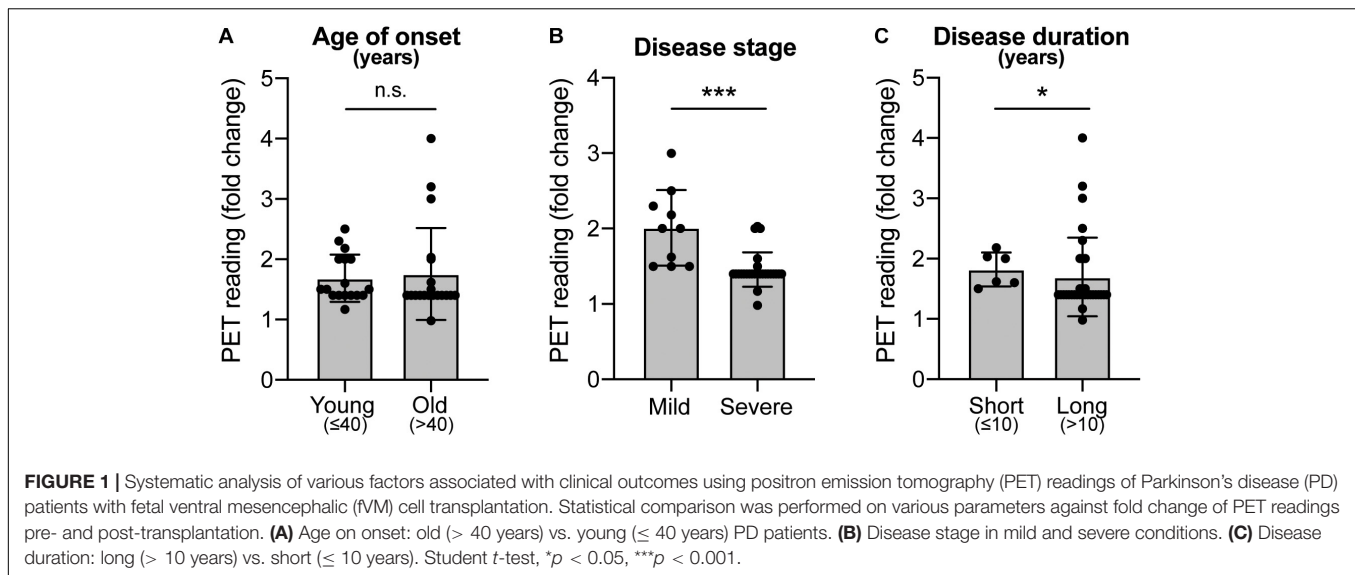 A
Age of onset
(years)
PET reading (fold change)
5
4
3
2
1
0
n.s.
Young
(≤40)
Old
(>40)
B
Disease stage
PET reading (fold change)
4
3
2
1
0
***
Mild
Severe
C
Disease duration
(years)
PET reading (fold change)
5
4
3
2
1
0
*
Short
(≤10)
Long
(>10)
FIGURE 1 | Systematic analysis of various factors associated with clinical outcomes using positron emission tomography (PET) readings of Parkinson's disease (PD)
patients with fetal ventral mesencephalic (fVM) cell transplantation. Statistical comparison was performed on various parameters against fold change of PET readings
pre- and post-transplantation. (A) Age on onset: old (> 40 years) vs. young (≤ 40 years) PD patients. (B) Disease stage in mild and severe conditions. (C) Disease
duration: long (> 10 years) vs. short (≤ 10 years). Student t-test, *p < 0.05, ***p < 0.001.